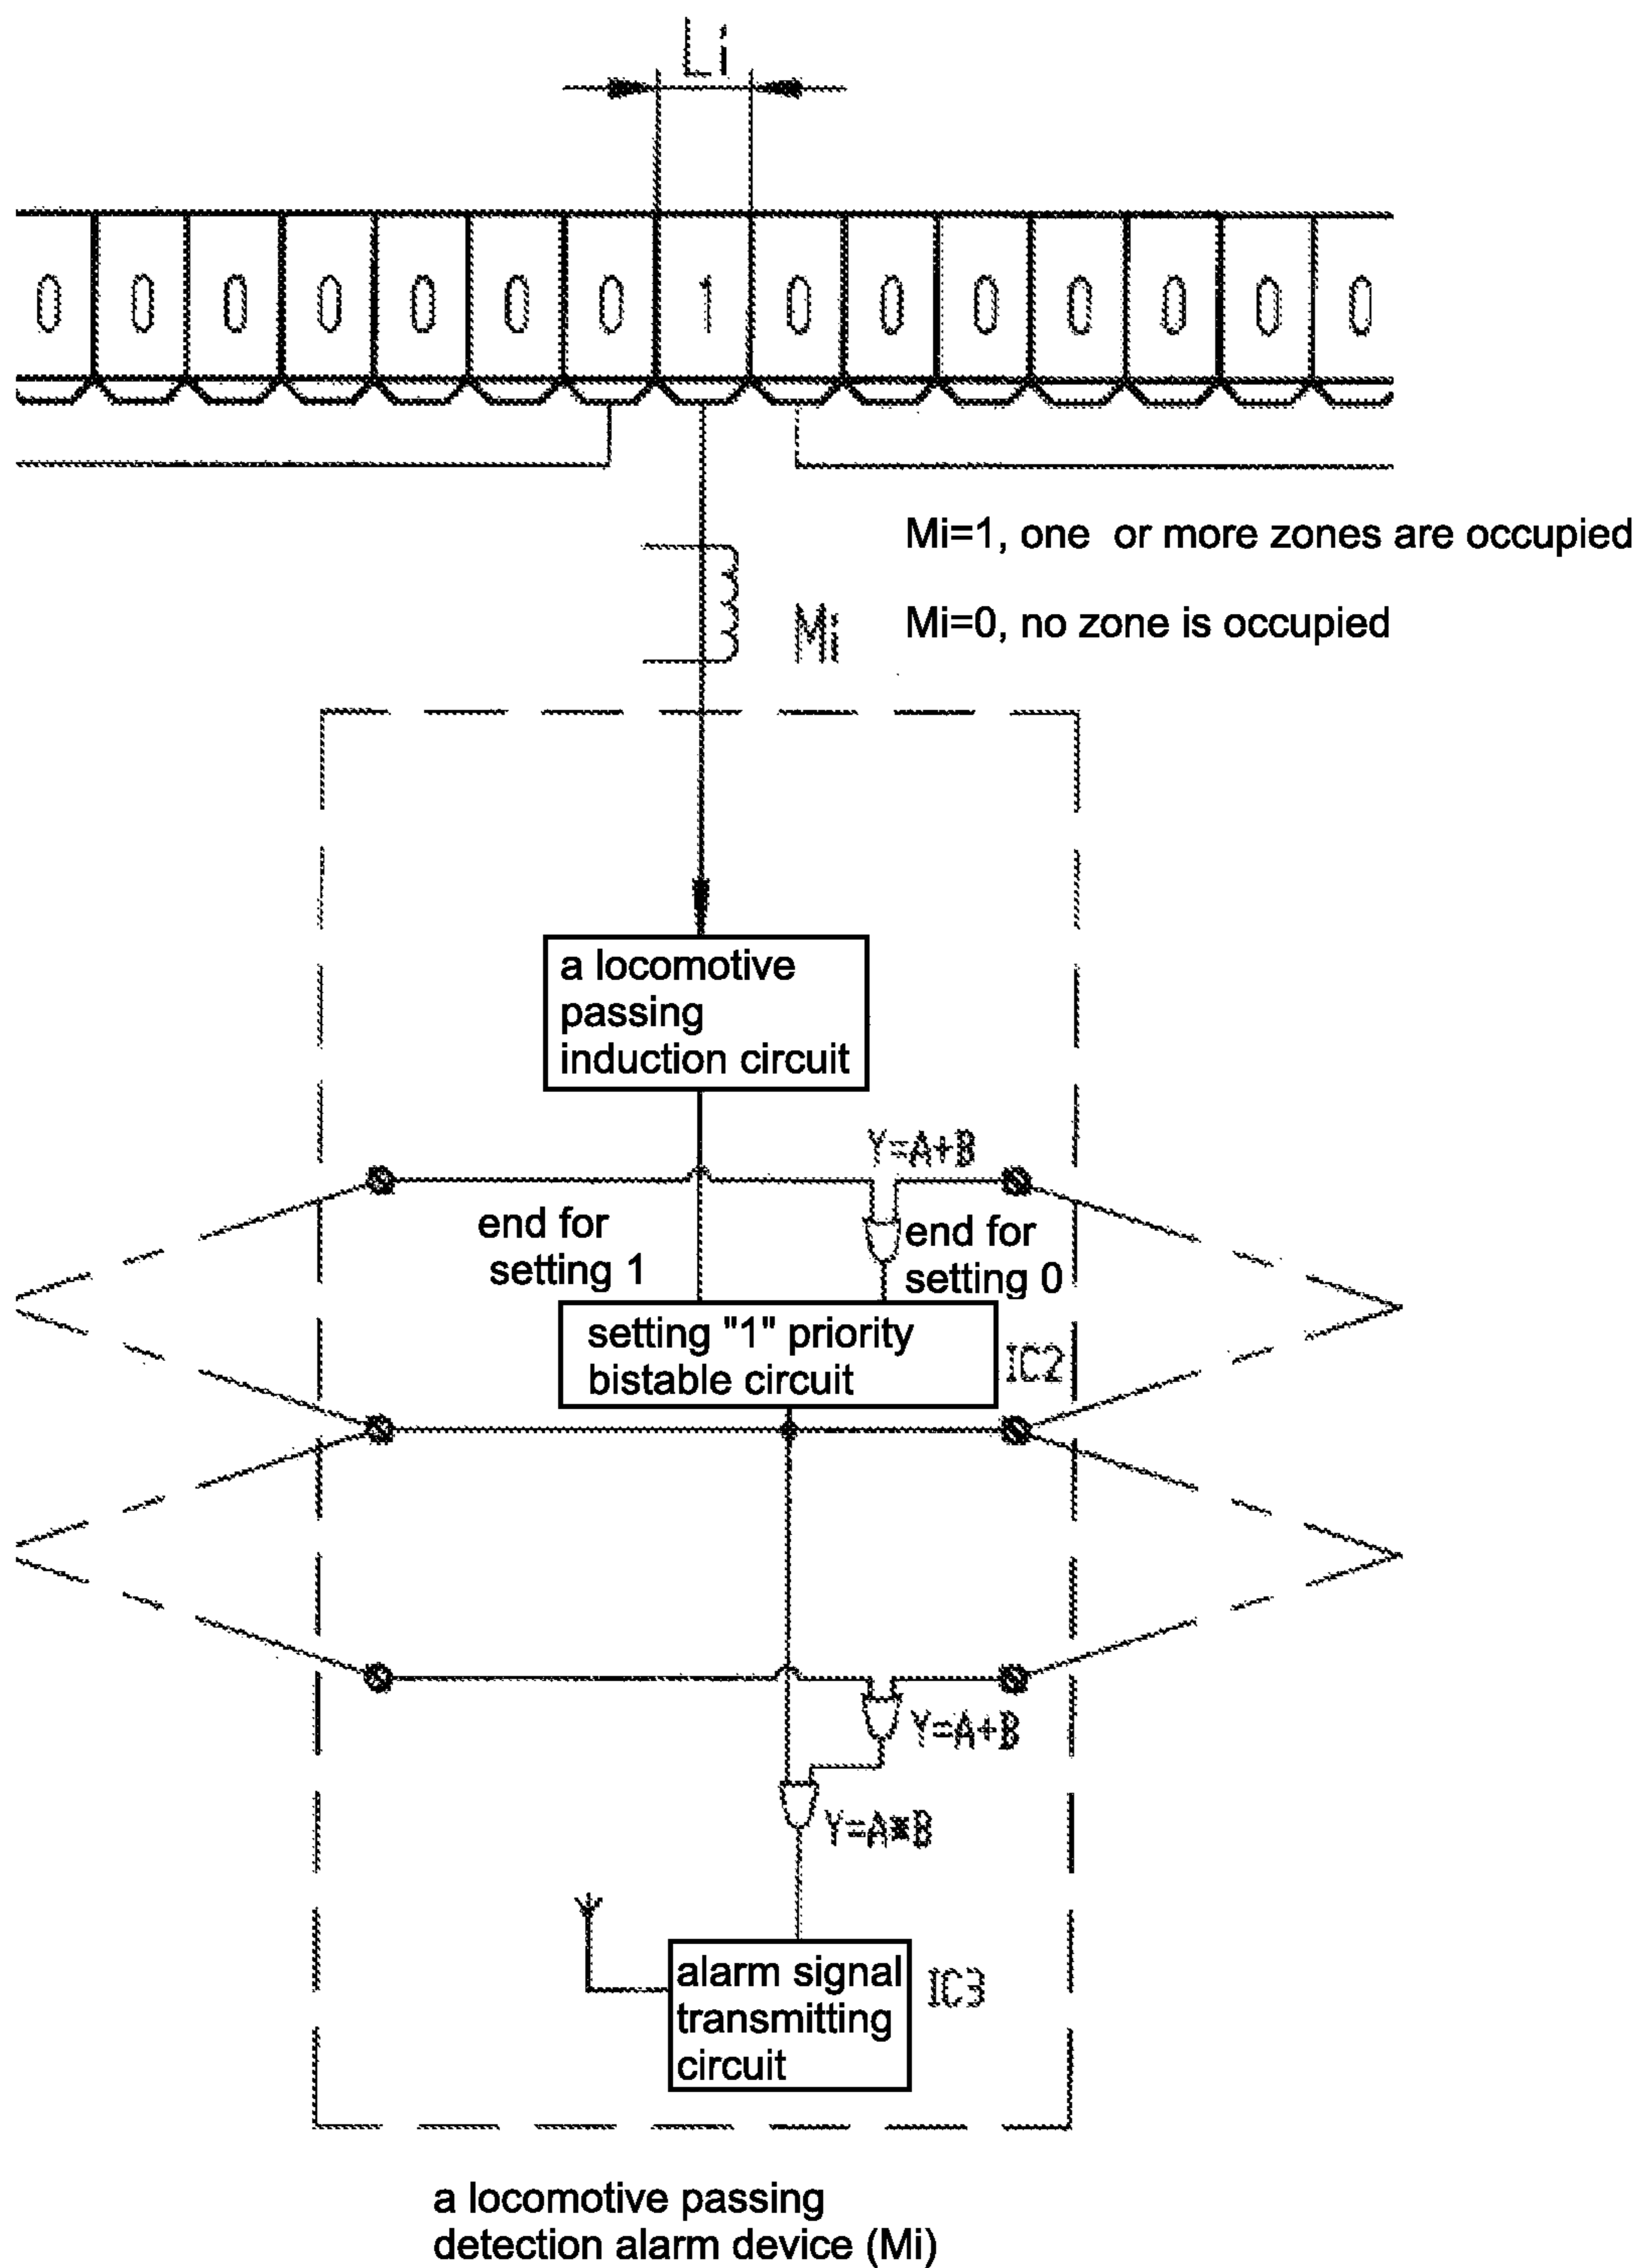 Li
0 0 0 0 0 0 0 1 0 0 0 0 0 0 0
Mi=1, one or more zones are occupied
Mi
Mi=0, no zone is occupied
a locomotive
passing
induction circuit
Y=A+B
end for
setting 1
end for
setting 0
setting "1" priority
bistable circuit
IC2
Y=A+B
Y=A*B
alarm signal
transmitting
circuit
IC3
a locomotive passing
detection alarm device (Mi)